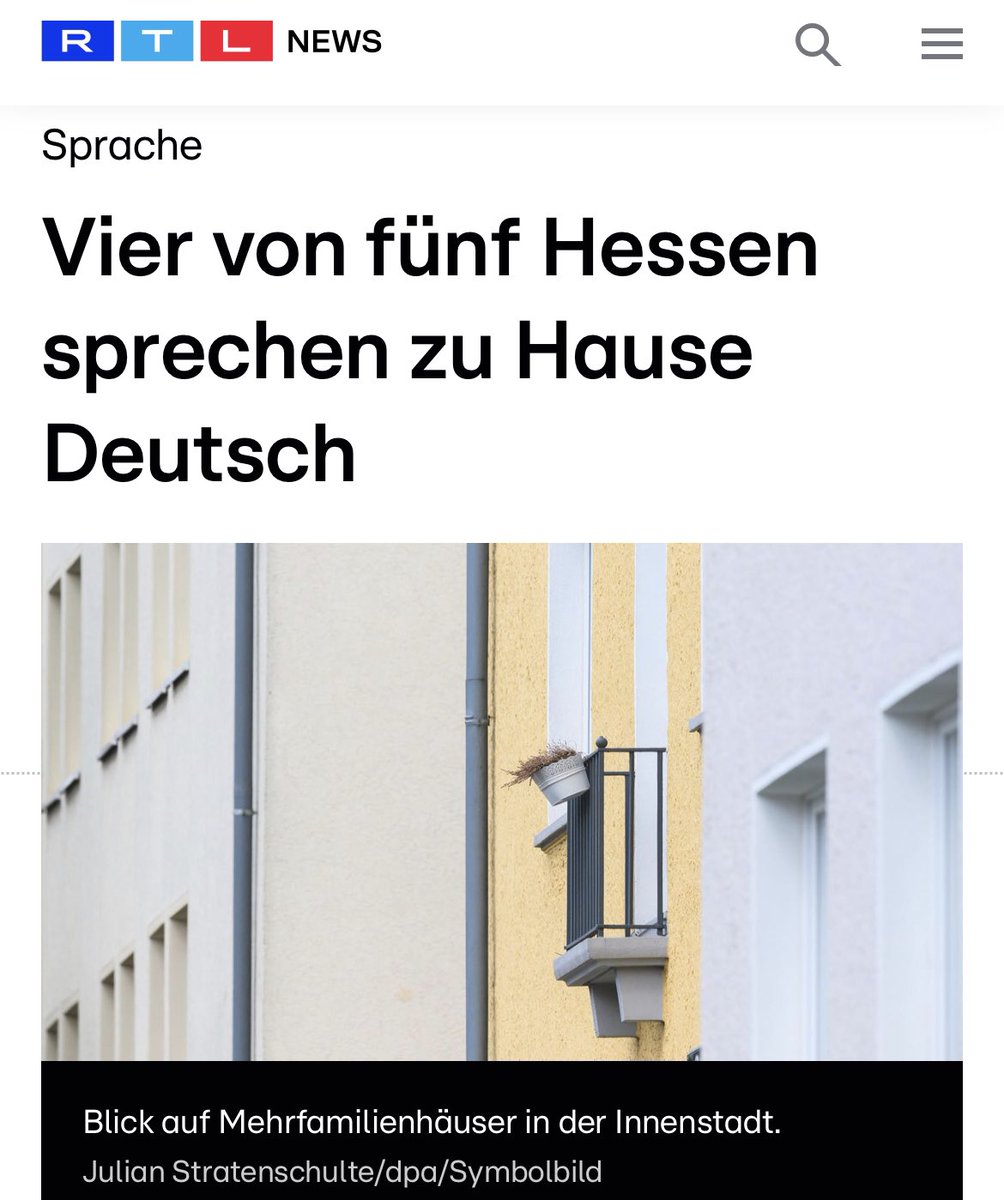 RTL NEWS
Sprache
Vier von fünf Hessen
sprechen zu Hause
Deutsch
Blick auf Mehrfamilienhäuser in der Innenstadt.
Julian Stratenschulte/dpa/Symbolbild